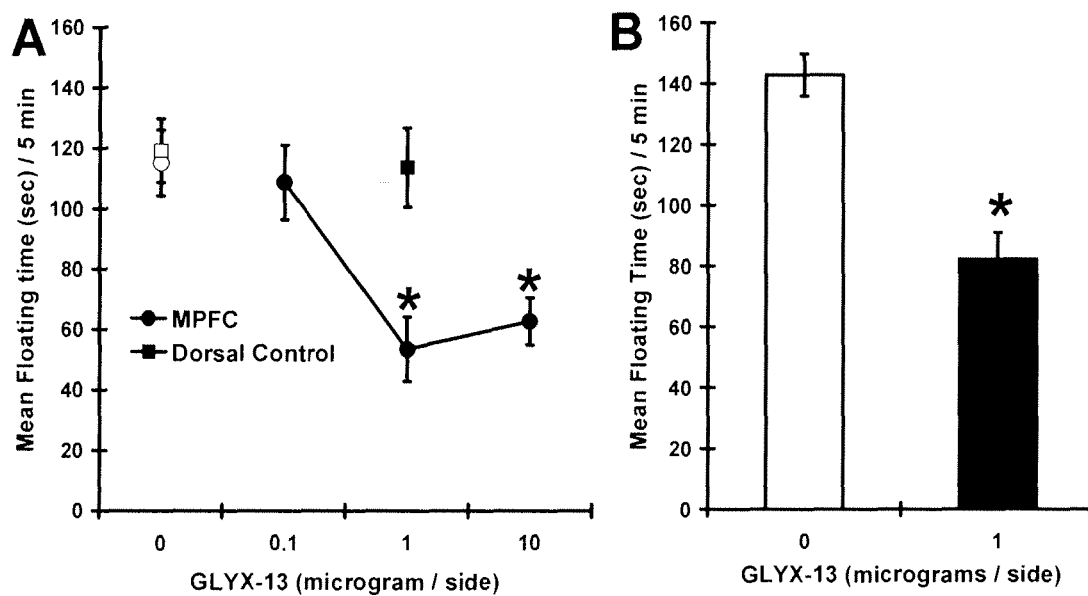 A
Mean Floating time (sec) / 5 min
160
140
120
100
80
60
40
20
0
*
*
MPFC
Dorsal Control
0 0.1 1 10
GLYX-13 (microgram / side)
B
Mean Floating Time (sec) / 5 min
160
140
120
100
80
60
40
20
0
*
0 1
GLYX-13 (micrograms / side)